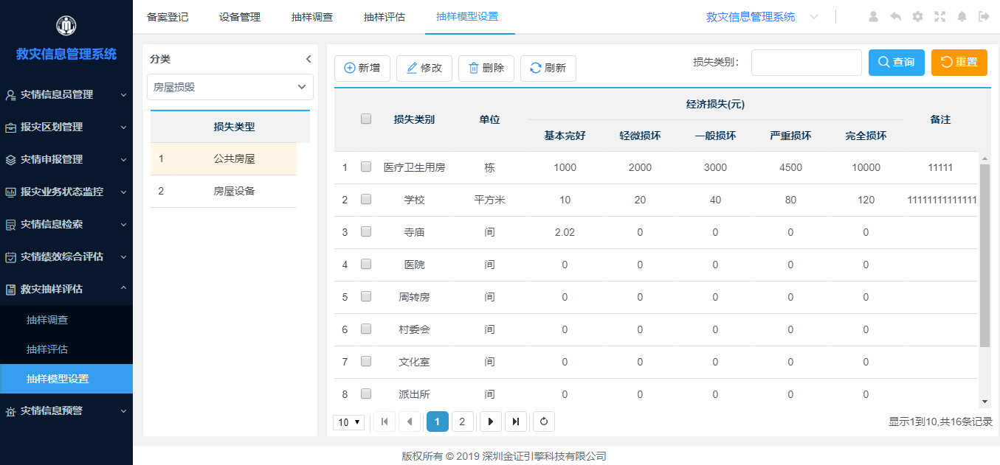 救灾信息管理系统
灾情信息员管理
报灾区划管理
灾情申报管理
报灾业务状态监控
灾情信息检索
灾情绩效综合评估
救灾抽样评估
抽样调查
抽样评估
抽样模型设置
灾情信息预警
备案登记 设备管理 抽样调查 抽样评估 抽样模型设置 救灾信息管理系统
分类
房屋损毁
损失类型
1 公共房屋
2 房屋设备
新增 修改 删除 刷新 损失类别: 查询 重置
经济损失(元)
损失类别 单位 备注
基本完好 轻微损坏 一般损坏 严重损坏 完全损坏
1 医疗卫生用房 栋 1000 2000 3000 4500 10000 11111
2 学校 平方米 10 20 40 80 120 11111111111111
3 寺庙 间 2.02 0 0 0 0
4 医院 间 0 0 0 0 0
5 周转房 间 0 0 0 0 0
6 村委会 间 0 0 0 0 0
7 文化室 间 0 0 0 0 0
8 派出所 间 0 0 0 0 0
10 1 2 显示1到10,共16条记录
版权所有 © 2019 深圳金证引擎科技有限公司